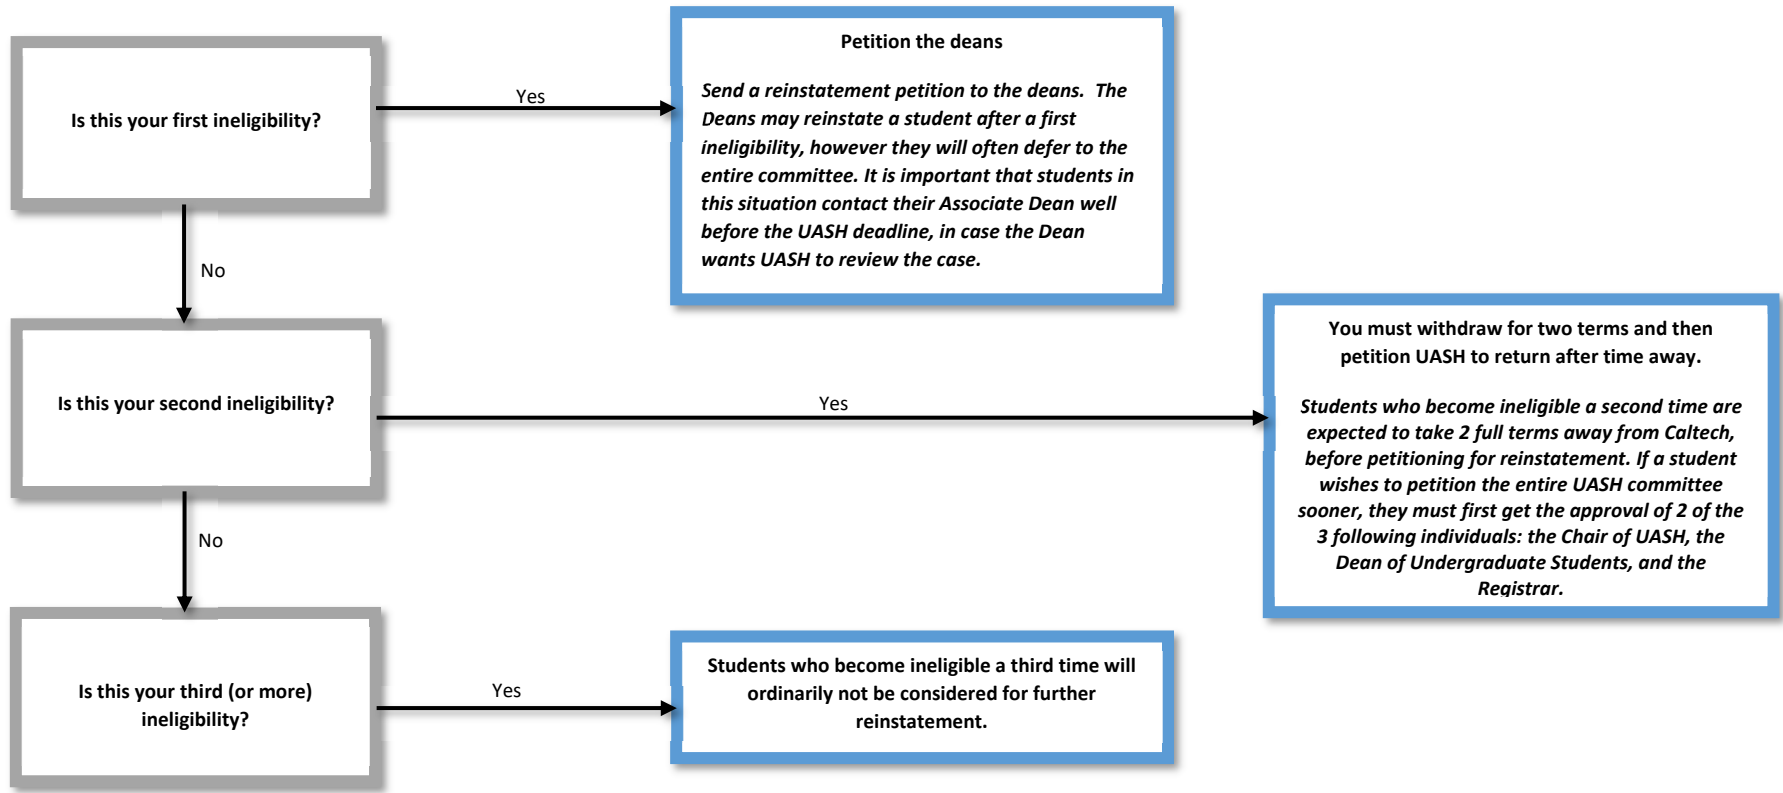 Is this your first ineligibility?
Yes
Petition the deans
Send a reinstatement petition to the deans.  The
Deans may reinstate a student after a first
ineligibility, however they will often defer to the
entire committee. It is important that students in
this situation contact their Associate Dean well
before the UASH deadline, in case the Dean
wants UASH to review the case.
No
Is this your second ineligibility?
Yes
You must withdraw for two terms and then
petition UASH to return after time away.
Students who become ineligible a second time are
expected to take 2 full terms away from Caltech,
before petitioning for reinstatement. If a student
wishes to petition the entire UASH committee
sooner, they must first get the approval of 2 of the
3 following individuals: the Chair of UASH, the
Dean of Undergraduate Students, and the
Registrar.
No
Is this your third (or more)
ineligibility?
Yes
Students who become ineligible a third time will
ordinarily not be considered for further
reinstatement.